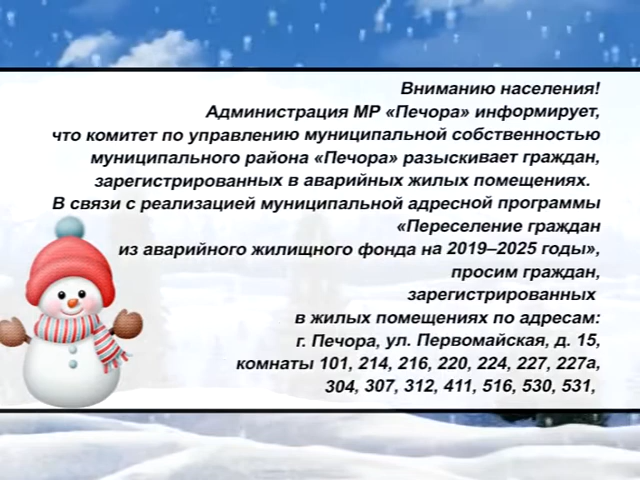 Вниманию населения!
Администрация МР «Печора» информирует,
что комитет по управлению муниципальной собственностью
муниципального района «Печора» разыскивает граждан,
зарегистрированных в аварийных жилых помещениях.
В связи с реализацией муниципальной адресной программы
«Переселение граждан
из аварийного жилищного фонда на 2019–2025 годы»,
просим граждан,
зарегистрированных
в жилых помещениях по адресам:
г. Печора, ул. Первомайская, д. 15,
комнаты 101, 214, 216, 220, 224, 227, 227а,
304, 307, 312, 411, 516, 530, 531,